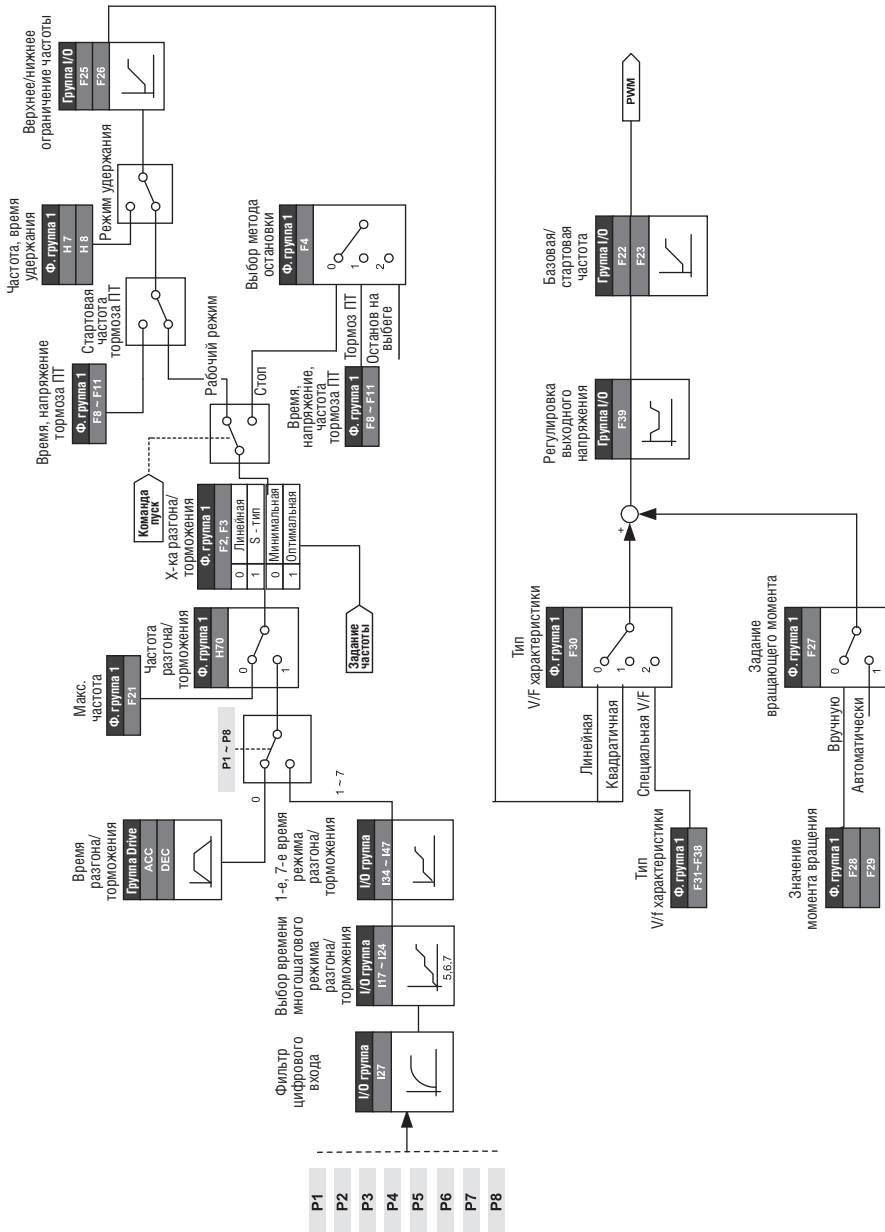 Верхнее/нижнее
ограничение частоты
Группа I/O
F25
F26
Частота, время
удержания
Ф. группа 1
H 7
H 8
Режим удержания
Время, напряжение
тормоза ПТ
Ф. группа 1
F8 ~ F11
Стартовая
частота
тормоза ПТ
Рабочий режим
Стоп
Выбор метода
остановки
Ф. группа 1
F4
0
1
2
Тормоз ПТ
Останов на
выбеге
Время,
напряжение,
частота
тормоза ПТ
Ф. группа 1
F8 ~ F11
Команда
пуск
Х-ка разгона/
торможения
Ф. группа 1
F2, F3
0 Линейная
1 S - тип
0 Минимальная
1 Оптимальная
Задание
частоты
Макс.
частота
Ф. группа 1
F21
Частота
разгона/
торможения
Ф. группа 1
H70
0
1
P1 ~ P8
0
1 ~ 7
Время
разгона/
торможения
Группа Drive
ACC
DEC
1-е, 7-е время
режима
разгона/
торможения
I/O группа
I34 ~ I47
Выбор времени
многошагового
режима
разгона/
торможения
I/O группа
I17 ~ I24
5,6,7
Фильтр
цифрового
входа
I/O группа
I27
P1
P2
P3
P4
P5
P6
P7
P8
PWM
Базовая/
стартовая
частота
Группа I/O
F22
F23
Регулировка
выходного
напряжения
Группа I/O
F39
+
Тип
V/F характеристики
Ф. группа 1
F30
0
1
2
Линейная
Квадратичная
Специальная V/F
Тип
V/f характеристики
Ф. группа 1
F31~F38
Задание
вращающего момента
Ф. группа 1
F27
0
1
Вручную
Автоматически
Значение
момента вращения
Ф. группа 1
F28
F29